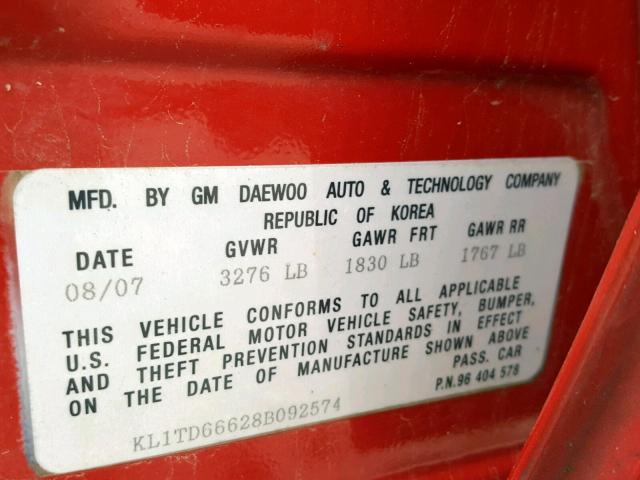 MFD. BY GM DAEWOO AUTO & TECHNOLOGY COMPANY
REPUBLIC OF KOREA
DATE GVWR GAWR FRT GAWR RR
08/07 3276 LB 1830 LB 1767 LB
THIS VEHICLE CONFORMS TO ALL APPLICABLE
U.S. FEDERAL MOTOR VEHICLE SAFETY, BUMPER,
AND THEFT PREVENTION STANDARDS IN EFFECT
ON THE DATE OF MANUFACTURE SHOWN ABOVE
PASS. CAR
P.N.96 404 578
KL1TD66628B092574